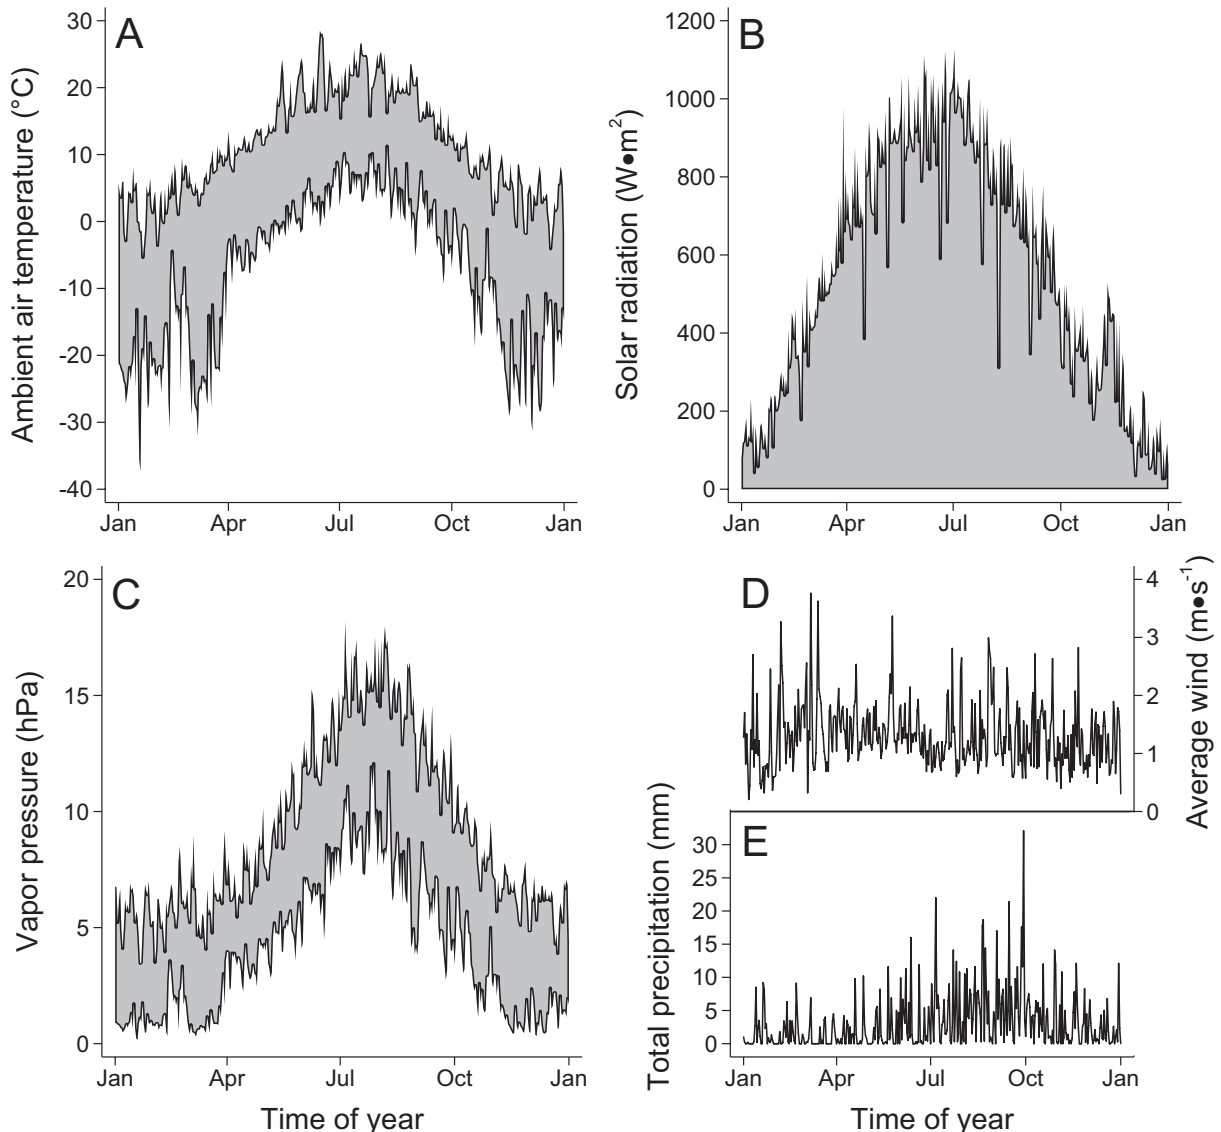 A
Ambient air temperature (°C)
30
20
10
0
-10
-20
-30
-40
Jan Apr Jul Oct Jan
B
Solar radiation (W●m²)
1200
1000
800
600
400
200
0
Jan Apr Jul Oct Jan
C
Vapor pressure (hPa)
20
15
10
5
0
Jan Apr Jul Oct Jan
Time of year
D
Average wind (m●s⁻¹)
4
3
2
1
0
E
Total precipitation (mm)
30
25
20
15
10
5
0
Jan Apr Jul Oct Jan
Time of year